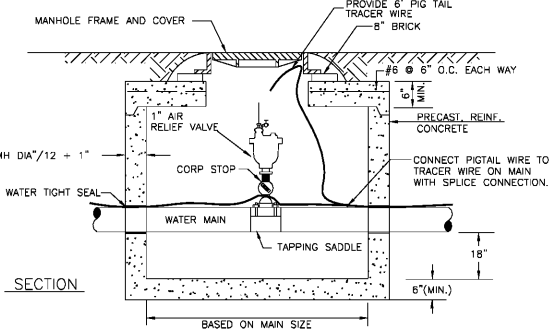 PROVIDE 6' PIG TAIL
TRACER WIRE
MANHOLE FRAME AND COVER
8" BRICK
#6 @ 6" O.C. EACH WAY
6"
MIN.
1" AIR
RELIEF VALVE
PRECAST, REINF.
CONCRETE
MH DIA"/12 + 1"
CORP STOP
CONNECT PIGTAIL WIRE TO
TRACER WIRE ON MAIN
WITH SPLICE CONNECTION.
WATER TIGHT SEAL
WATER MAIN
TAPPING SADDLE
18"
SECTION
6"(MIN.)
BASED ON MAIN SIZE